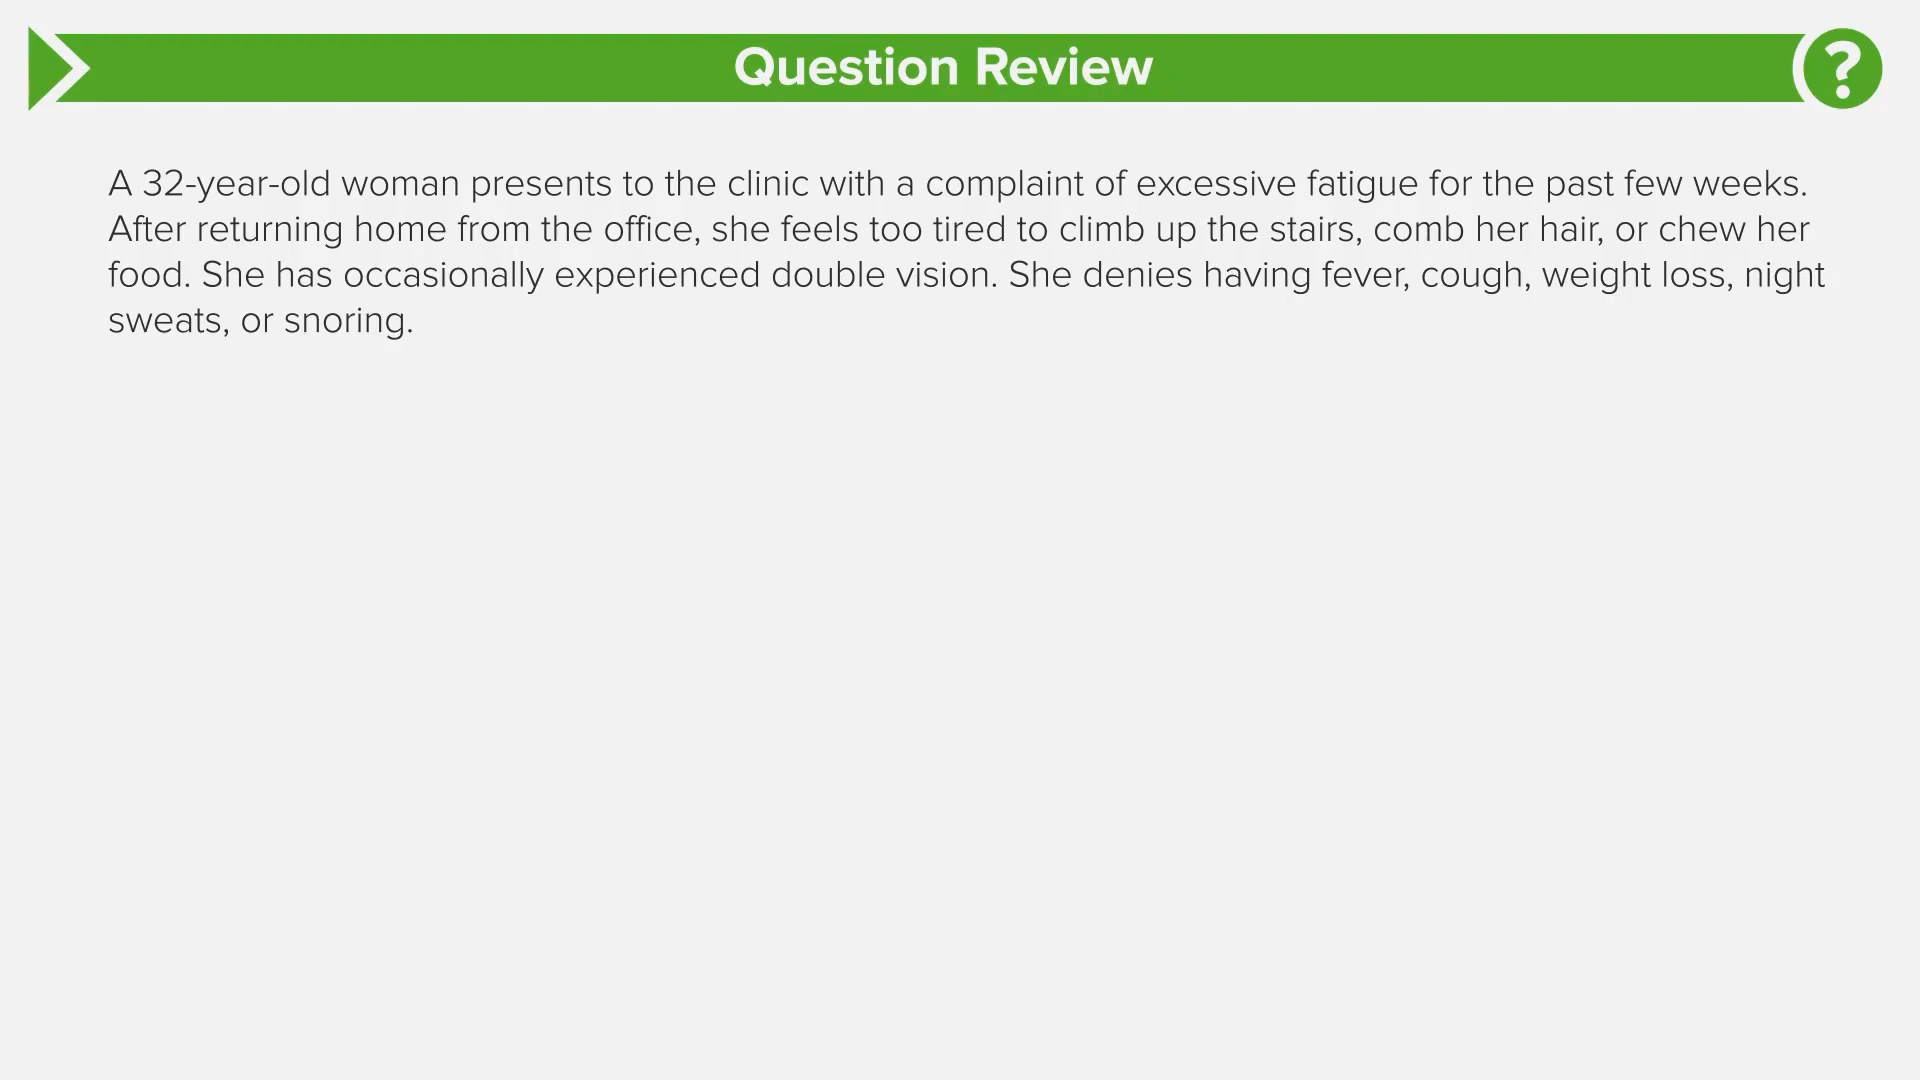 Question Review
?
A 32-year-old woman presents to the clinic with a complaint of excessive fatigue for the past few weeks.
After returning home from the office, she feels too tired to climb up the stairs, comb her hair, or chew her
food. She has occasionally experienced double vision. She denies having fever, cough, weight loss, night
sweats, or snoring.